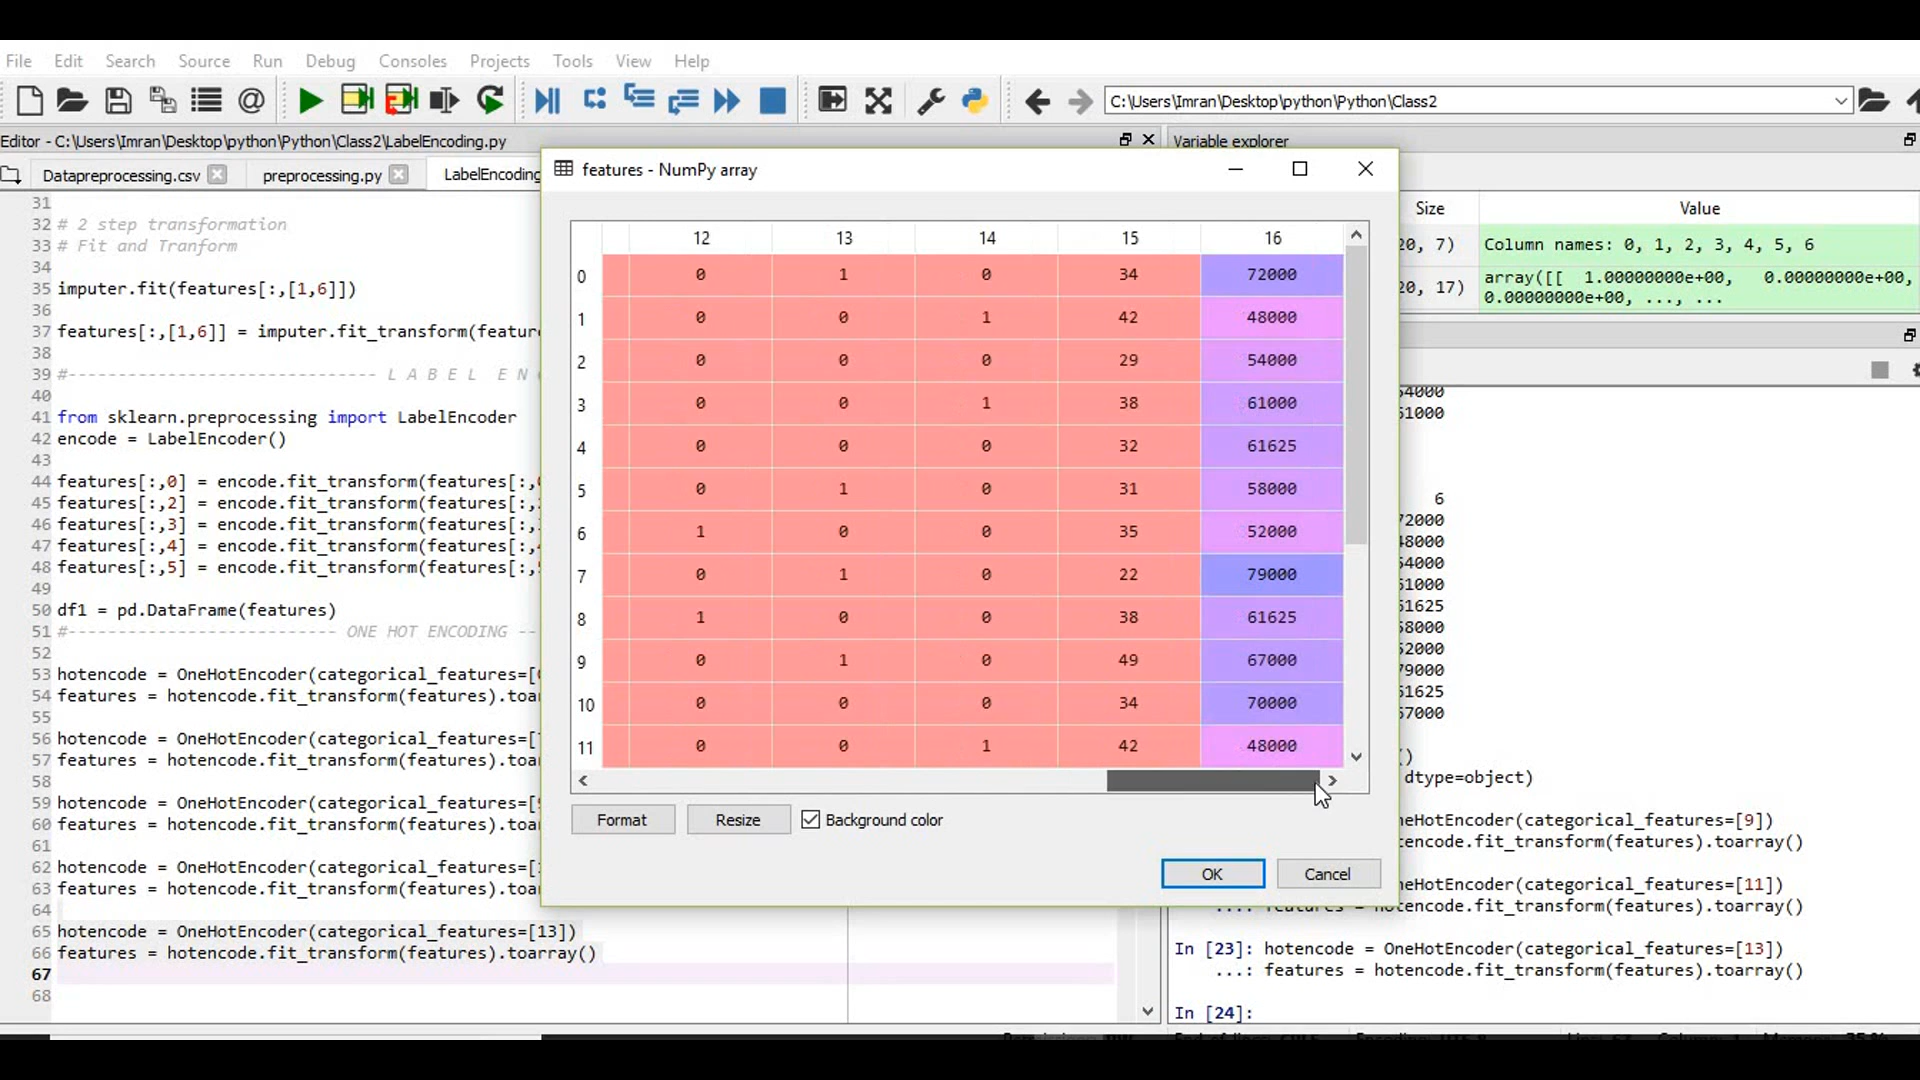 File Edit Search Source Run Debug Consoles Projects Tools View Help
C:\Users\Imran\Desktop\python\Python\Class2
Editor - C:\Users\Imran\Desktop\python\Python\Class2\LabelEncoding.py
Variable explorer
Datapreprocessing.csv preprocessing.py LabelEncoding
31
32 # 2 step transformation
33 # Fit and Tranform
34
35 imputer.fit(features[:,[1,6]])
36
37 features[:,[1,6]] = imputer.fit_transform(
38
39 #------------------------------- L A B E L E N
40
41 from sklearn.preprocessing import LabelEncoder
42 encode = LabelEncoder()
43
44 features[:,0] = encode.fit_transform(features[:,
45 features[:,2] = encode.fit_transform(features[:,
46 features[:,3] = encode.fit_transform(features[:,
47 features[:,4] = encode.fit_transform(features[:,
48 features[:,5] = encode.fit_transform(features[:,
49
50 df1 = pd.DataFrame(features)
51 #--------------------------- ONE HOT ENCODING --
52
53 hotencode = OneHotEncoder(categorical_features=[
54 features = hotencode.fit_transform(features).
55
56 hotencode = OneHotEncoder(categorical_features=[
57 features = hotencode.fit_transform(features).
58
59 hotencode = OneHotEncoder(categorical_features=[
60 features = hotencode.fit_transform(features).
61
62 hotencode = OneHotEncoder(categorical_features=[
63 features = hotencode.fit_transform(features).
64
65 hotencode = OneHotEncoder(categorical_features=[13])
66 features = hotencode.fit_transform(features).toarray()
67
68
features - NumPy array
12 13 14 15 16
0 0 1 0 34 72000
1 0 0 1 42 48000
2 0 0 0 29 54000
3 0 0 1 38 61000
4 0 0 0 32 61625
5 0 1 0 31 58000
6 1 0 0 35 52000
7 0 1 0 22 79000
8 1 0 0 38 61625
9 0 1 0 49 67000
10 0 0 0 34 70000
11 0 0 1 42 48000
Format Resize Background color
OK Cancel
Size Value
20, 7) Column names: 0, 1, 2, 3, 4, 5, 6
20, 17) array([[ 1.00000000e+00, 0.00000000e+00,
0.00000000e+00, ..., ...
6
()
dtype=object)
(categorical_features=[9])
.fit_transform(features).toarray()
(categorical_features=[11])
.fit_transform(features).toarray()
In [23]: hotencode = OneHotEncoder(categorical_features=[13])
...: features = hotencode.fit_transform(features).toarray()
In [24]: